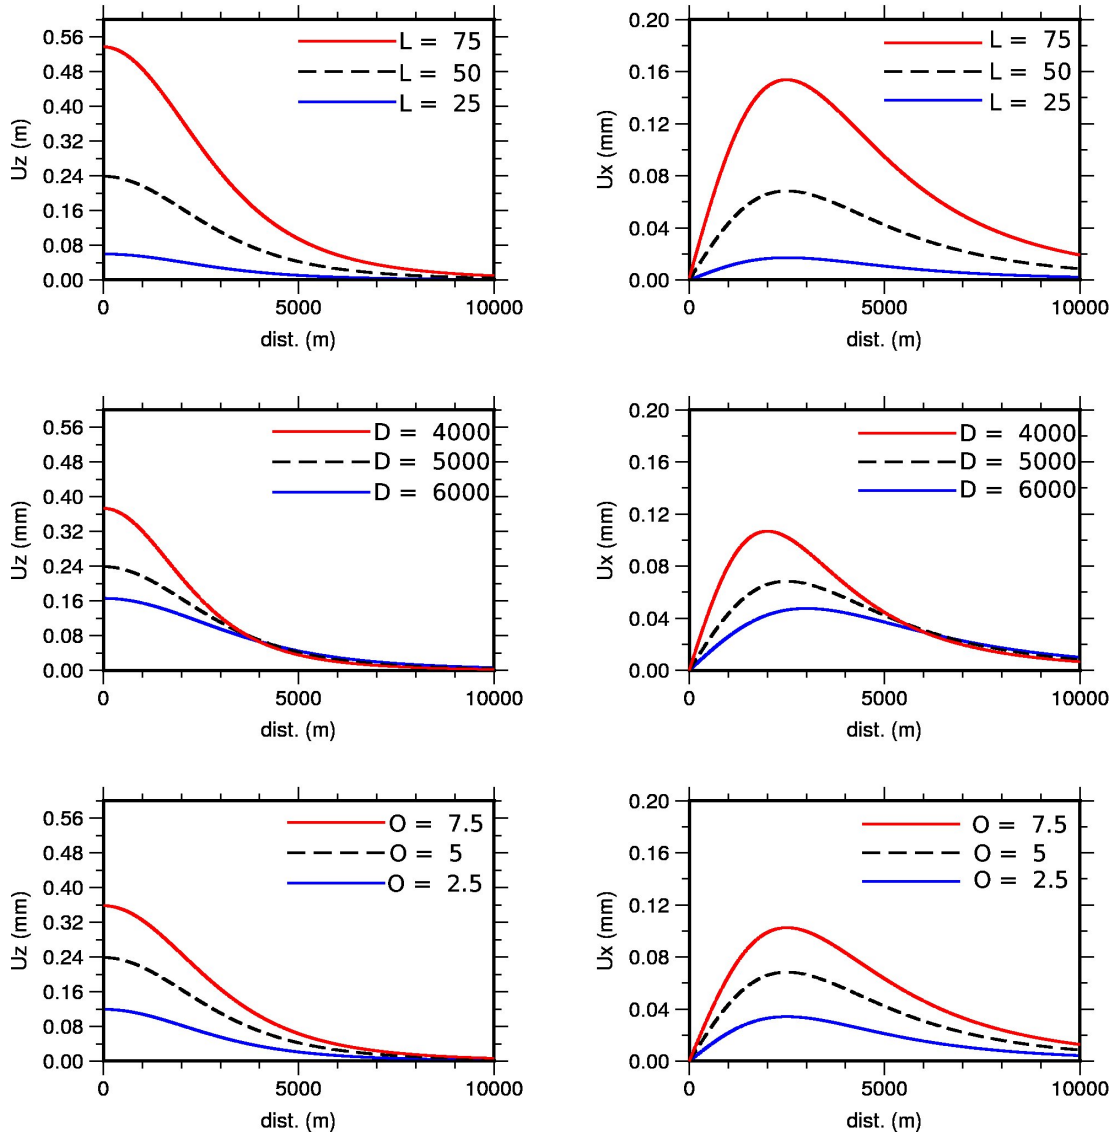 0.56
0.48
0.40
0.32
0.24
0.16
0.08
0.00
Uz (m)
L = 75
L = 50
L = 25
0 5000 10000
dist. (m)
0.20
0.16
0.12
0.08
0.04
0.00
Ux (mm)
L = 75
L = 50
L = 25
0 5000 10000
dist. (m)
0.56
0.48
0.40
0.32
0.24
0.16
0.08
0.00
Uz (mm)
D = 4000
D = 5000
D = 6000
0 5000 10000
dist. (m)
0.20
0.16
0.12
0.08
0.04
0.00
Ux (mm)
D = 4000
D = 5000
D = 6000
0 5000 10000
dist. (m)
0.56
0.48
0.40
0.32
0.24
0.16
0.08
0.00
Uz (mm)
O = 7.5
O = 5
O = 2.5
0 5000 10000
dist. (m)
0.20
0.16
0.12
0.08
0.04
0.00
Ux (mm)
O = 7.5
O = 5
O = 2.5
0 5000 10000
dist. (m)